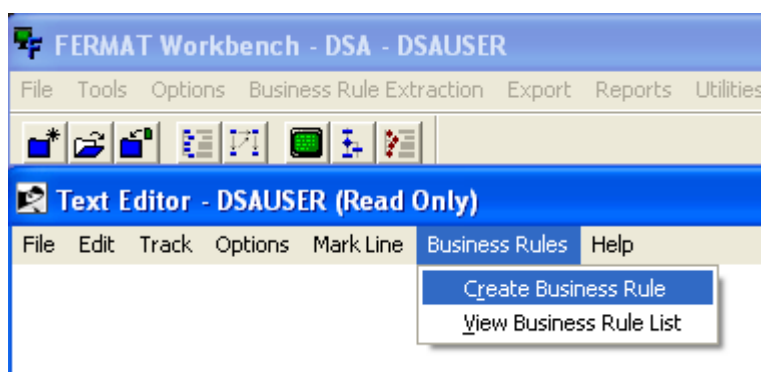 FERMAT Workbench - DSA - DSAUSER
File Tools Options Business Rule Extraction Export Reports Utilities
Text Editor - DSAUSER (Read Only)
File Edit Track Options Mark Line Business Rules Help
Create Business Rule
View Business Rule List